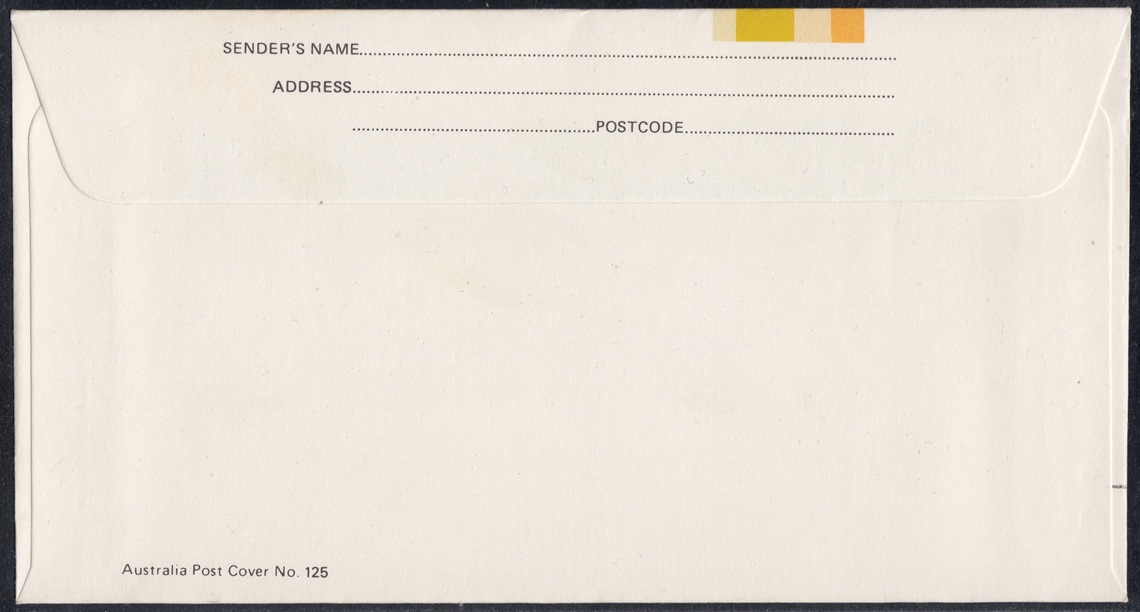 SENDER'S NAME
ADDRESS
POSTCODE
Australia Post Cover No. 125